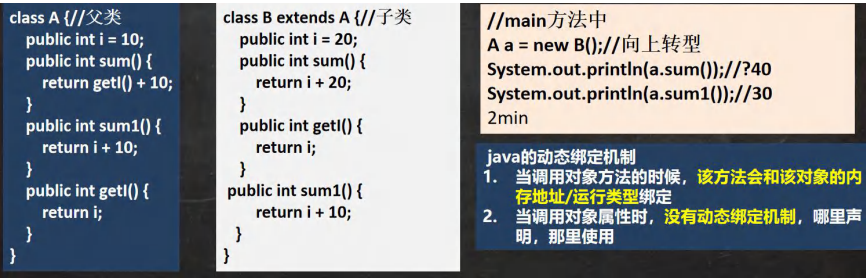 class A {//父类
public int i = 10;
public int sum() {
return getI() + 10;
}
public int sum1() {
return i + 10;
}
public int getI() {
return i;
}
}
class B extends A {//子类
public int i = 20;
public int sum() {
return i + 20;
}
public int getI() {
return i;
}
public int sum1() {
return i + 10;
}
}
//main方法中
A a = new B();//向上转型
System.out.println(a.sum());//?40
System.out.println(a.sum1());//30
2min
java的动态绑定机制
1. 当调用对象方法的时候，该方法会和该对象的内
存地址/运行类型绑定
2. 当调用对象属性时，没有动态绑定机制，哪里声
明，那里使用